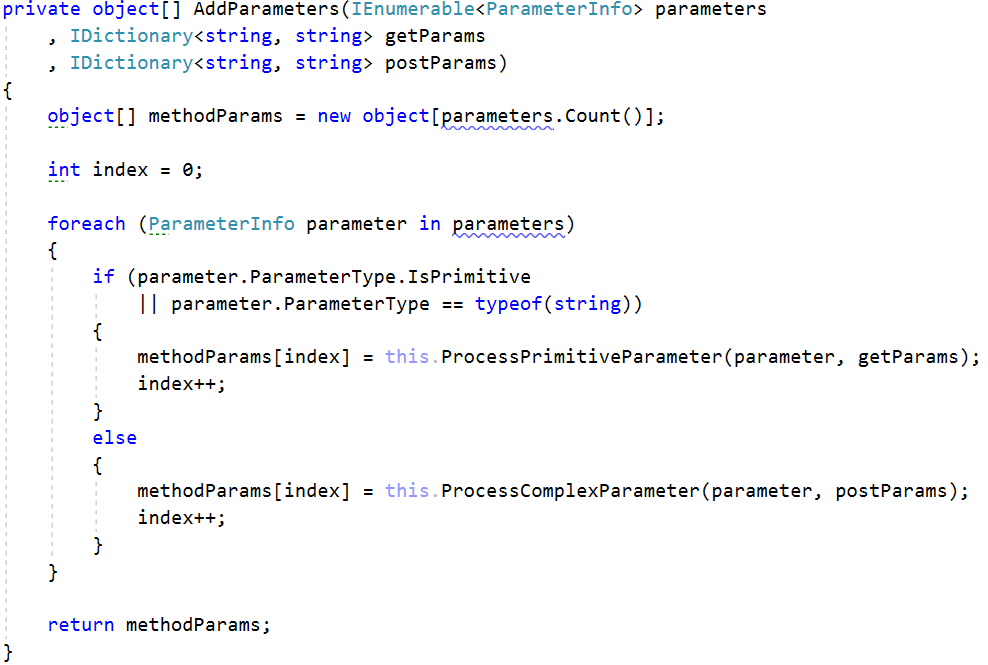 private object[] AddParameters(IEnumerable<ParameterInfo> parameters
    , IDictionary<string, string> getParams
    , IDictionary<string, string> postParams)
{
    object[] methodParams = new object[parameters.Count()];

    int index = 0;

    foreach (ParameterInfo parameter in parameters)
    {
        if (parameter.ParameterType.IsPrimitive
            || parameter.ParameterType == typeof(string))
        {
            methodParams[index] = this.ProcessPrimitiveParameter(parameter, getParams);
            index++;
        }
        else
        {
            methodParams[index] = this.ProcessComplexParameter(parameter, postParams);
            index++;
        }
    }

    return methodParams;
}